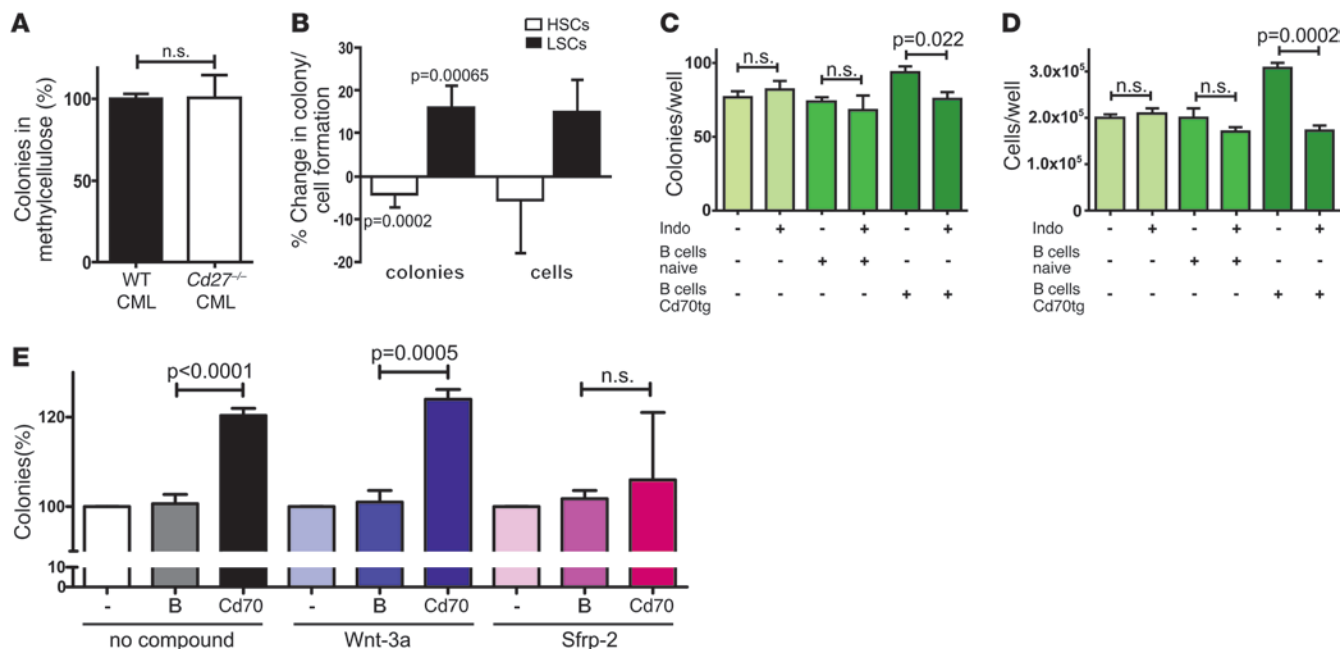 A
n.s.
Colonies in
methylcellulose (%)
100
50
0
WT
CML
Cd27-/-
CML
B
HSCs
LSCs
% Change in colony/
cell formation
30
20
10
0
-10
-20
p=0.00065
p=0.0002
colonies
cells
C
Colonies/well
100
50
0
n.s.
n.s.
p=0.022
Indo - + - + - +
B cells
naive - - + + - -
B cells
Cd70tg - - - - + +
D
Cells/well
3.0x10⁵
2.0x10⁵
1.0x10⁵
0
n.s.
n.s.
Indo - + - + - +
B cells
naive - - + + - -
B cells
Cd70tg - - - - + +
E
Colonies(%)
120
100
10
0
p<0.0001
p=0.0005
n.s.
- B Cd70 - B Cd70 - B Cd70
no compound Wnt-3a Sfrp-2